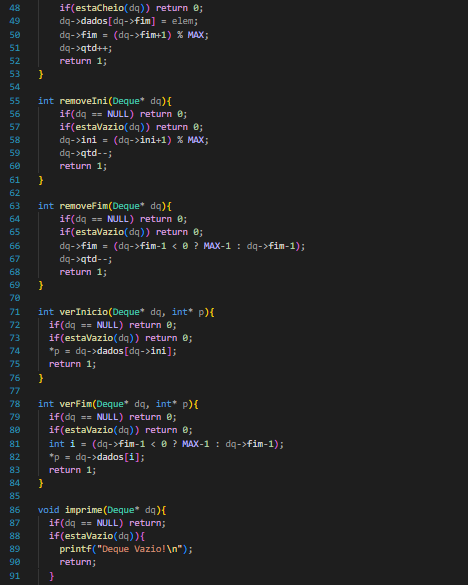 48 if(estaCheio(dq)) return 0;
49 dq->dados[dq->fim] = elem;
50 dq->fim = (dq->fim+1) % MAX;
51 dq->qtd++;
52 return 1;
53 }
54
55 int removeIni(Deque* dq){
56 if(dq == NULL) return 0;
57 if(estaVazio(dq)) return 0;
58 dq->ini = (dq->ini+1) % MAX;
59 dq->qtd--;
60 return 1;
61 }
62
63 int removeFim(Deque* dq){
64 if(dq == NULL) return 0;
65 if(estaVazio(dq)) return 0;
66 dq->fim = (dq->fim-1 < 0 ? MAX-1 : dq->fim-1);
67 dq->qtd--;
68 return 1;
69 }
70
71 int verInicio(Deque* dq, int* p){
72 if(dq == NULL) return 0;
73 if(estaVazio(dq)) return 0;
74 *p = dq->dados[dq->ini];
75 return 1;
76 }
77
78 int verFim(Deque* dq, int* p){
79 if(dq == NULL) return 0;
80 if(estaVazio(dq)) return 0;
81 int i = (dq->fim-1 < 0 ? MAX-1 : dq->fim-1);
82 *p = dq->dados[i];
83 return 1;
84 }
85
86 void imprime(Deque* dq){
87 if(dq == NULL) return;
88 if(estaVazio(dq)){
89 printf("Deque Vazio!\n");
90 return;
91 }